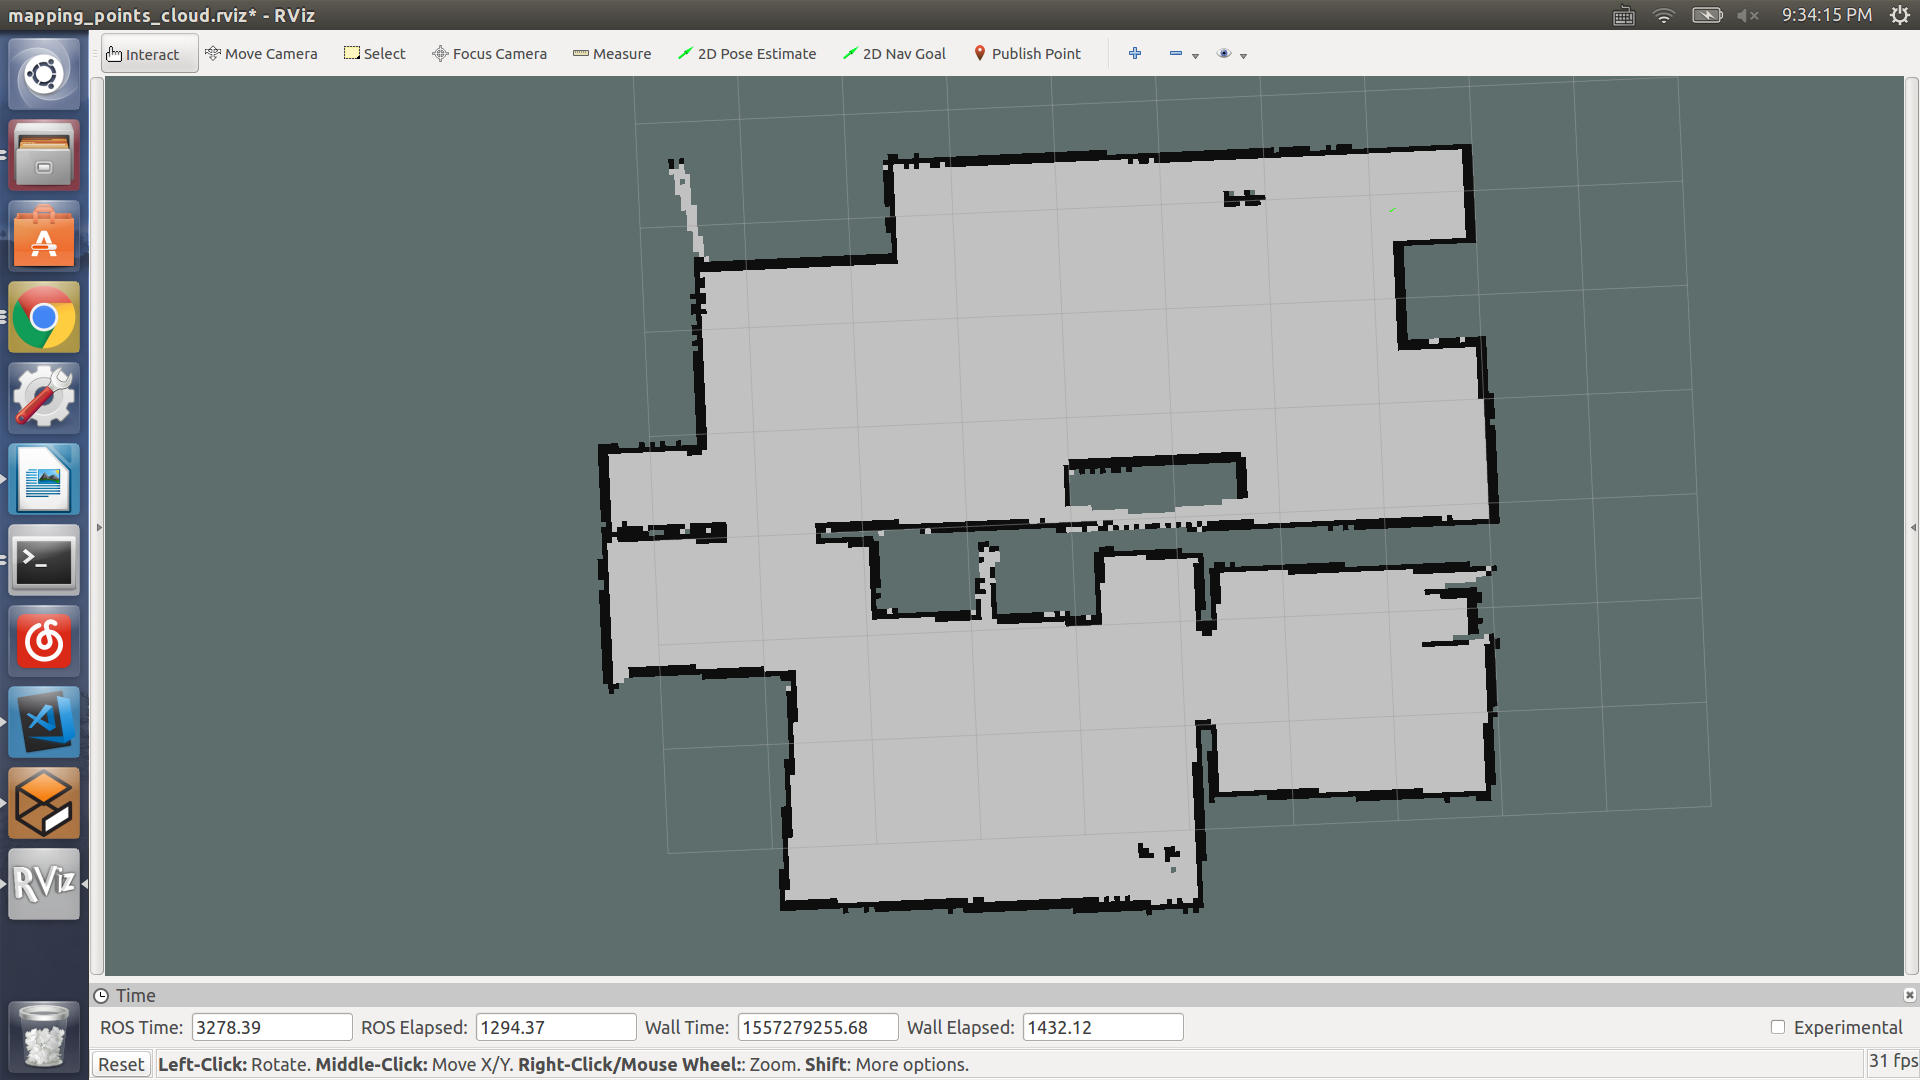 mapping_points_cloud.rviz* - RViz
9:34:15 PM
Interact Move Camera Select Focus Camera Measure 2D Pose Estimate 2D Nav Goal Publish Point
RViz
Time
ROS Time: 3278.39 ROS Elapsed: 1294.37 Wall Time: 1557279255.68 Wall Elapsed: 1432.12 Experimental
Reset Left-Click: Rotate. Middle-Click: Move X/Y. Right-Click/Mouse Wheel:: Zoom. Shift: More options. 31 fps